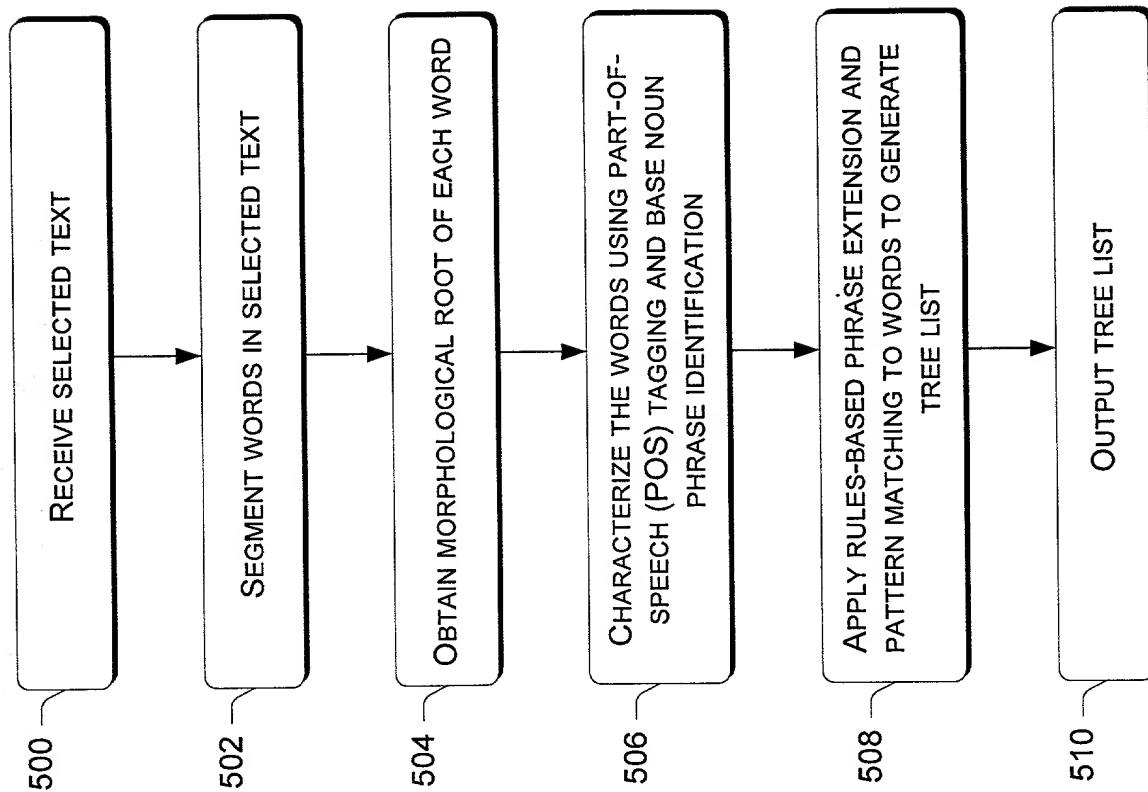 500
RECEIVE SELECTED TEXT
502
SEGMENT WORDS IN SELECTED TEXT
504
OBTAIN MORPHOLOGICAL ROOT OF EACH WORD
506
CHARACTERIZE THE WORDS USING PART-OF-
SPEECH (POS) TAGGING AND BASE NOUN
PHRASE IDENTIFICATION
508
APPLY RULES-BASED PHRASE EXTENSION AND
PATTERN MATCHING TO WORDS TO GENERATE
TREE LIST
510
OUTPUT TREE LIST